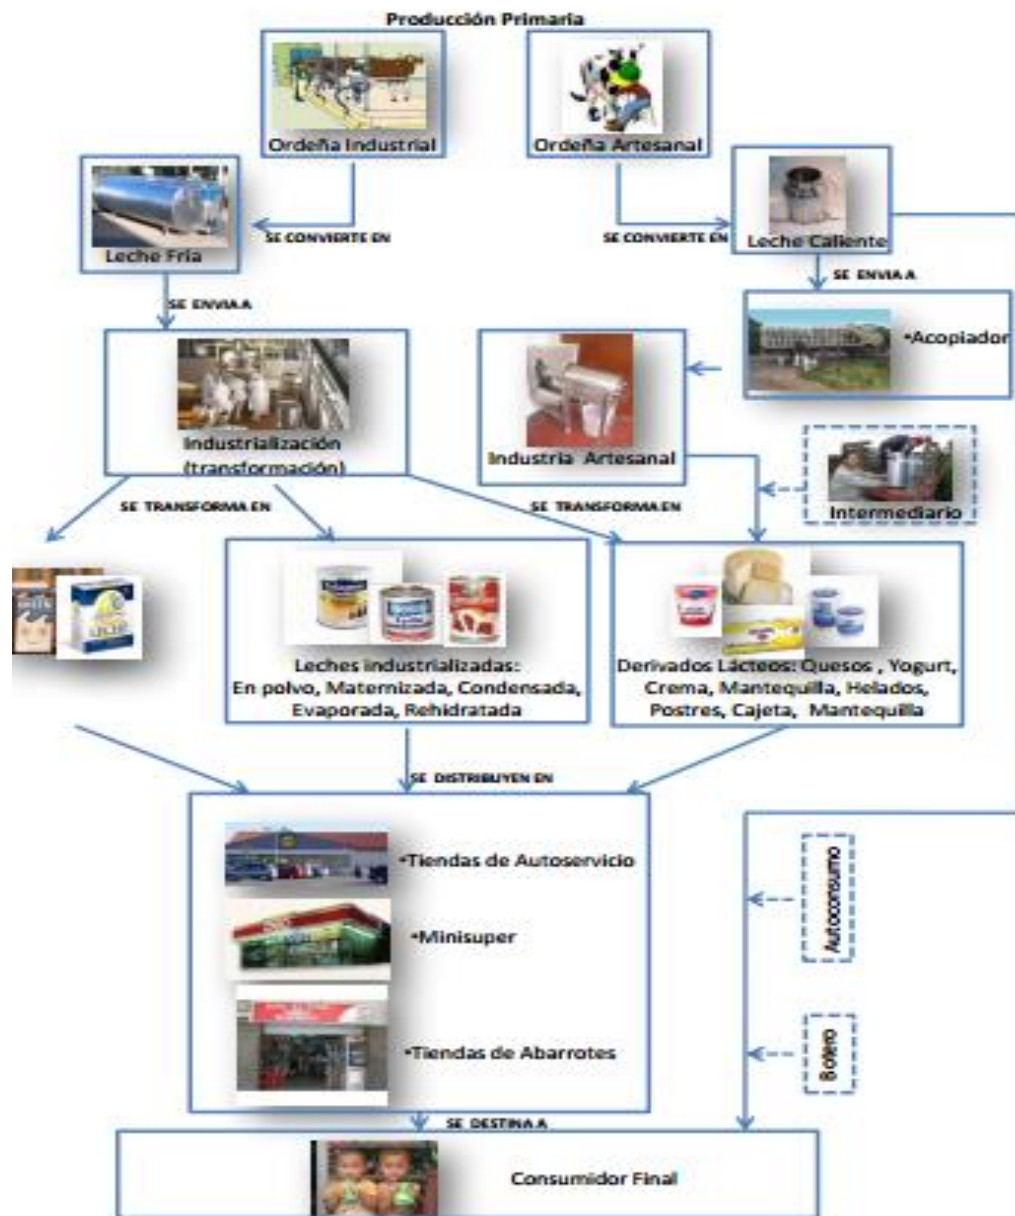 Producción Primaria
Ordeña Industrial
Ordeña Artesanal
Leche Fria
SE CONVIERTE EN
SE CONVIERTE EN
Leche Caliente
SE ENVIA A
SE ENVIA A
•Acopiador
Industrialización
(transformación)
Industria Artesanal
Intermediario
SE TRANSFORMA EN
SE TRANSFORMA EN
Leches industrializadas:
En polvo, Maternizada, Condensada,
Evaporada, Rehidratada
Derivados Lácteos: Quesos , Yogurt,
Crema, Mantequilla, Helados,
Postres, Cajeta, Mantequilla
SE DISTRIBUYEN EN
•Tiendas de Autoservicio
•Minisuper
•Tiendas de Abarrotes
Autoconsumo
Botero
SE DESTINA A
Consumidor Final